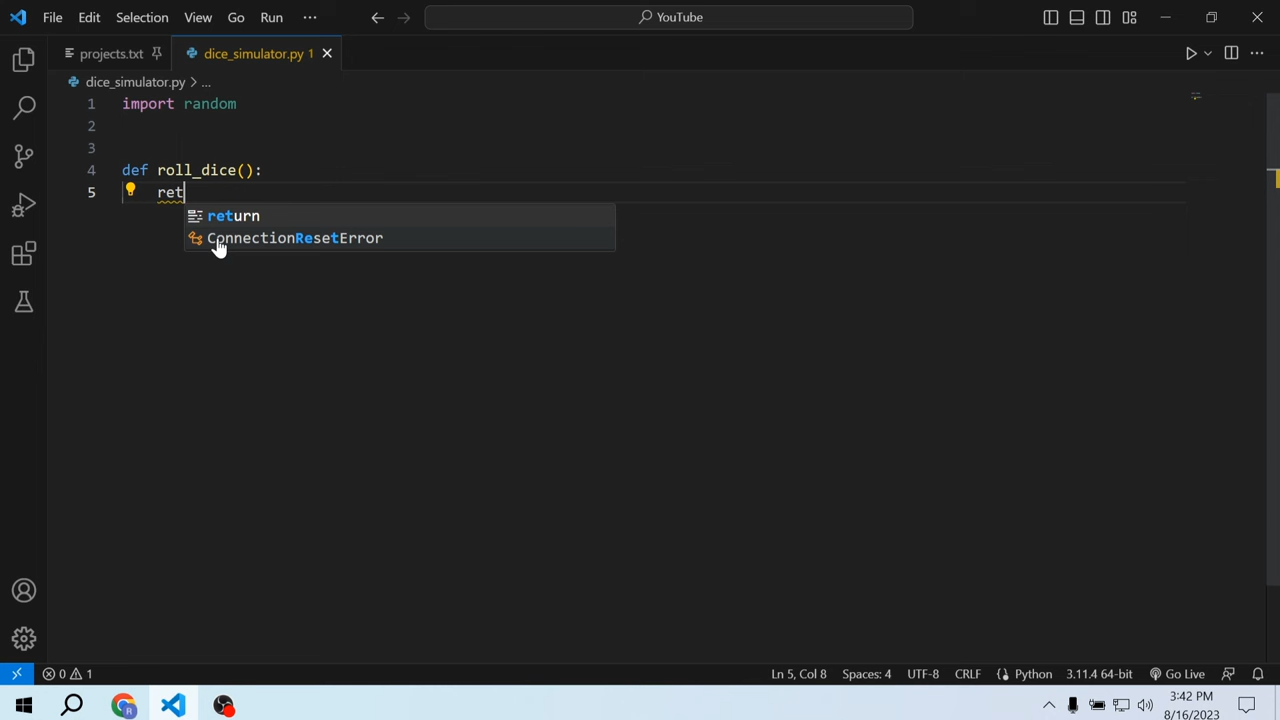 File Edit Selection View Go Run ··· YouTube
projects.txt dice_simulator.py 1
dice_simulator.py > ...
1 import random
2
3
4 def roll_dice():
5 ret
return
ConnectionResetError
0 1 Ln 5, Col 8 Spaces: 4 UTF-8 CRLF Python 3.11.4 64-bit Go Live
3:42 PM
8/16/2023